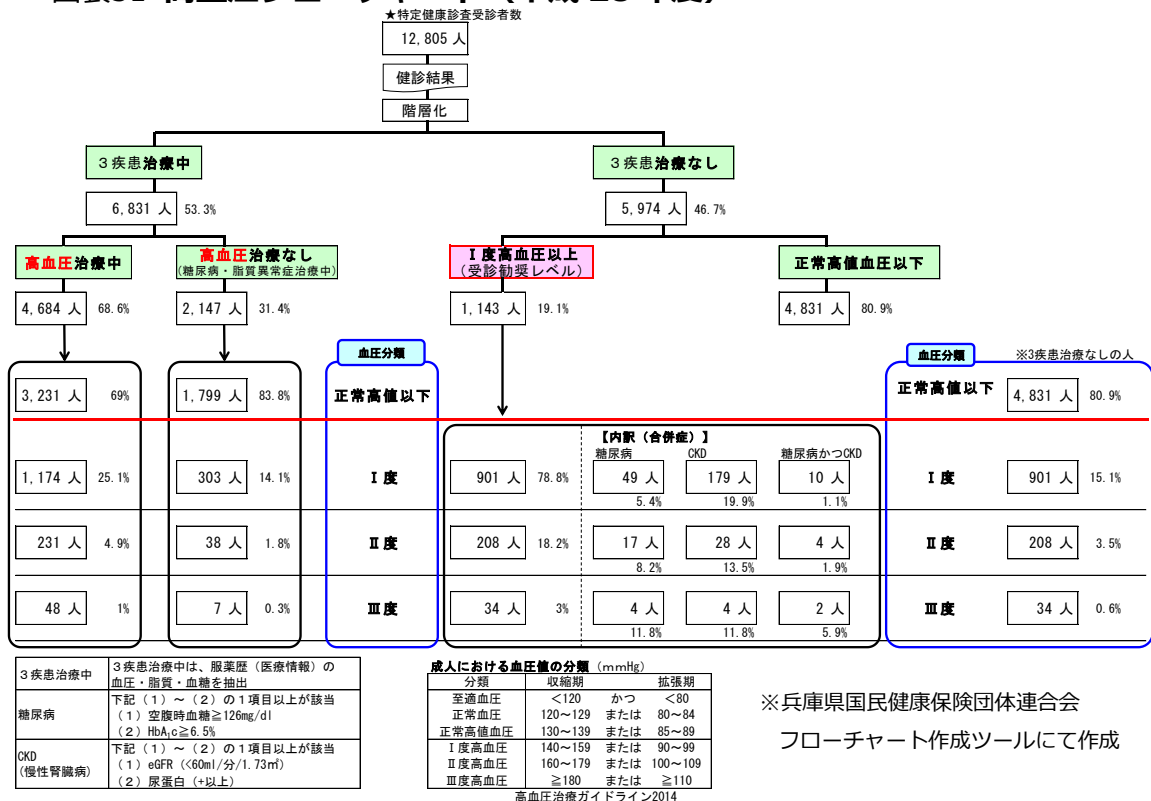 ★特定健康診査受診者数
12,805 人
健診結果
階層化
３疾患治療中
３疾患治療なし
6,831 人 53.3%
5,974 人 46.7%
高血圧治療中
高血圧治療なし
(糖尿病・脂質異常症治療中)
Ⅰ度高血圧以上
(受診勧奨レベル)
正常高値血圧以下
4,684 人 68.6%
2,147 人 31.4%
1,143 人 19.1%
4,831 人 80.9%
血圧分類
血圧分類
※3疾患治療なしの人
3,231 人 69%
1,799 人 83.8%
正常高値以下
正常高値以下
4,831 人 80.9%
【内訳（合併症）】
糖尿病 CKD 糖尿病かつCKD
1,174 人 25.1%
303 人 14.1%
Ⅰ度
901 人 78.8%
49 人 179 人 10 人
5.4% 19.9% 1.1%
Ⅰ度
901 人 15.1%
231 人 4.9%
38 人 1.8%
Ⅱ度
208 人 18.2%
17 人 28 人 4 人
8.2% 13.5% 1.9%
Ⅱ度
208 人 3.5%
48 人 1%
7 人 0.3%
Ⅲ度
34 人 3%
4 人 4 人 2 人
11.8% 11.8% 5.9%
Ⅲ度
34 人 0.6%
３疾患治療中 ３疾患治療中は、服薬歴（医療情報）の
血圧・脂質・血糖を抽出
糖尿病 下記（１）～（２）の１項目以上が該当
（１）空腹時血糖≧126mg/dl
（２）HbA₁c≧6.5%
CKD
(慢性腎臓病)
下記（１）～（２）の１項目以上が該当
（１）eGFR（<60ml/分/1.73㎡）
（２）尿蛋白（+以上）
成人における血圧値の分類（mmHg）
分類 収縮期 拡張期
至適血圧 <120 かつ <80
正常血圧 120～129 または 80～84
正常高値血圧 130～139 または 85～89
Ⅰ度高血圧 140～159 または 90～99
Ⅱ度高血圧 160～179 または 100～109
Ⅲ度高血圧 ≧180 または ≧110
高血圧治療ガイドライン2014
※兵庫県国民健康保険団体連合会
フローチャート作成ツールにて作成